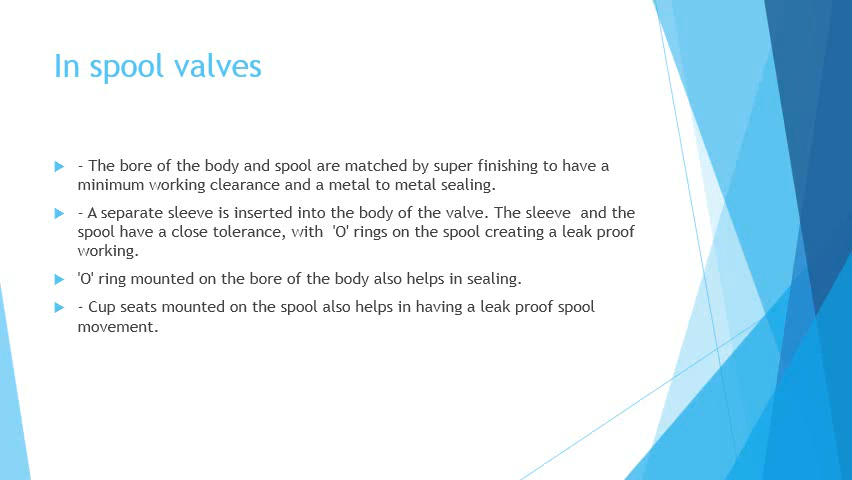 In spool valves
- The bore of the body and spool are matched by super finishing to have a
minimum working clearance and a metal to metal sealing.
- A separate sleeve is inserted into the body of the valve. The sleeve  and the
spool have a close tolerance, with  'O' rings on the spool creating a leak proof
working.
'O' ring mounted on the bore of the body also helps in sealing.
- Cup seats mounted on the spool also helps in having a leak proof spool
movement.